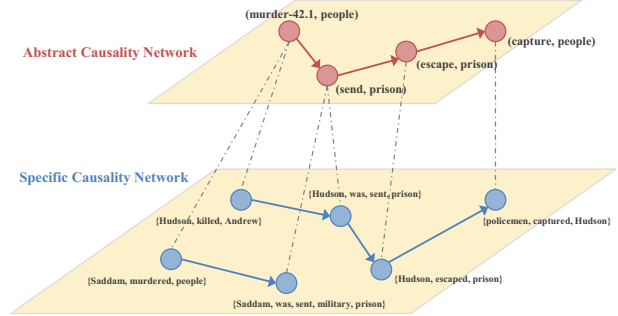 (murder-42.1, people)
Abstract Causality Network
(capture, people)
(escape, prison)
(send, prison)
Specific Causality Network
{Hudson, was, sent, prison}
{Hudson, killed, Andrew}
{policemen, captured, Hudson}
{Saddam, murdered, people}
{Hudson, escaped, prison}
{Saddam, was, sent, military, prison}